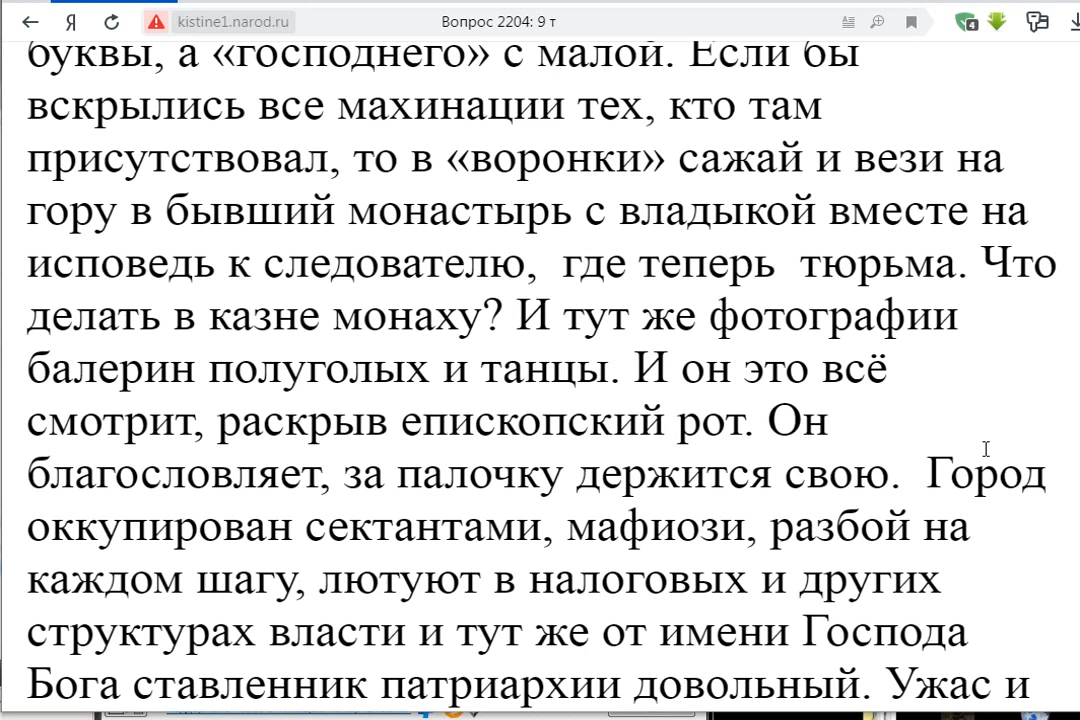 Я
kistine1.narod.ru
Вопрос 2204: 9 т
4
буквы, а «господнего» с малой. Если бы
вскрылись все махинации тех, кто там
присутствовал, то в «воронки» сажай и вези на
гору в бывший монастырь с владыкой вместе на
исповедь к следователю, где теперь тюрьма. Что
делать в казне монаху? И тут же фотографии
балерин полуголых и танцы. И он это всё
смотрит, раскрыв епископский рот. Он
благословляет, за палочку держится свою. Город
оккупирован сектантами, мафиози, разбой на
каждом шагу, лютуют в налоговых и других
структурах власти и тут же от имени Господа
Бога ставленник патриархии довольный. Ужас и